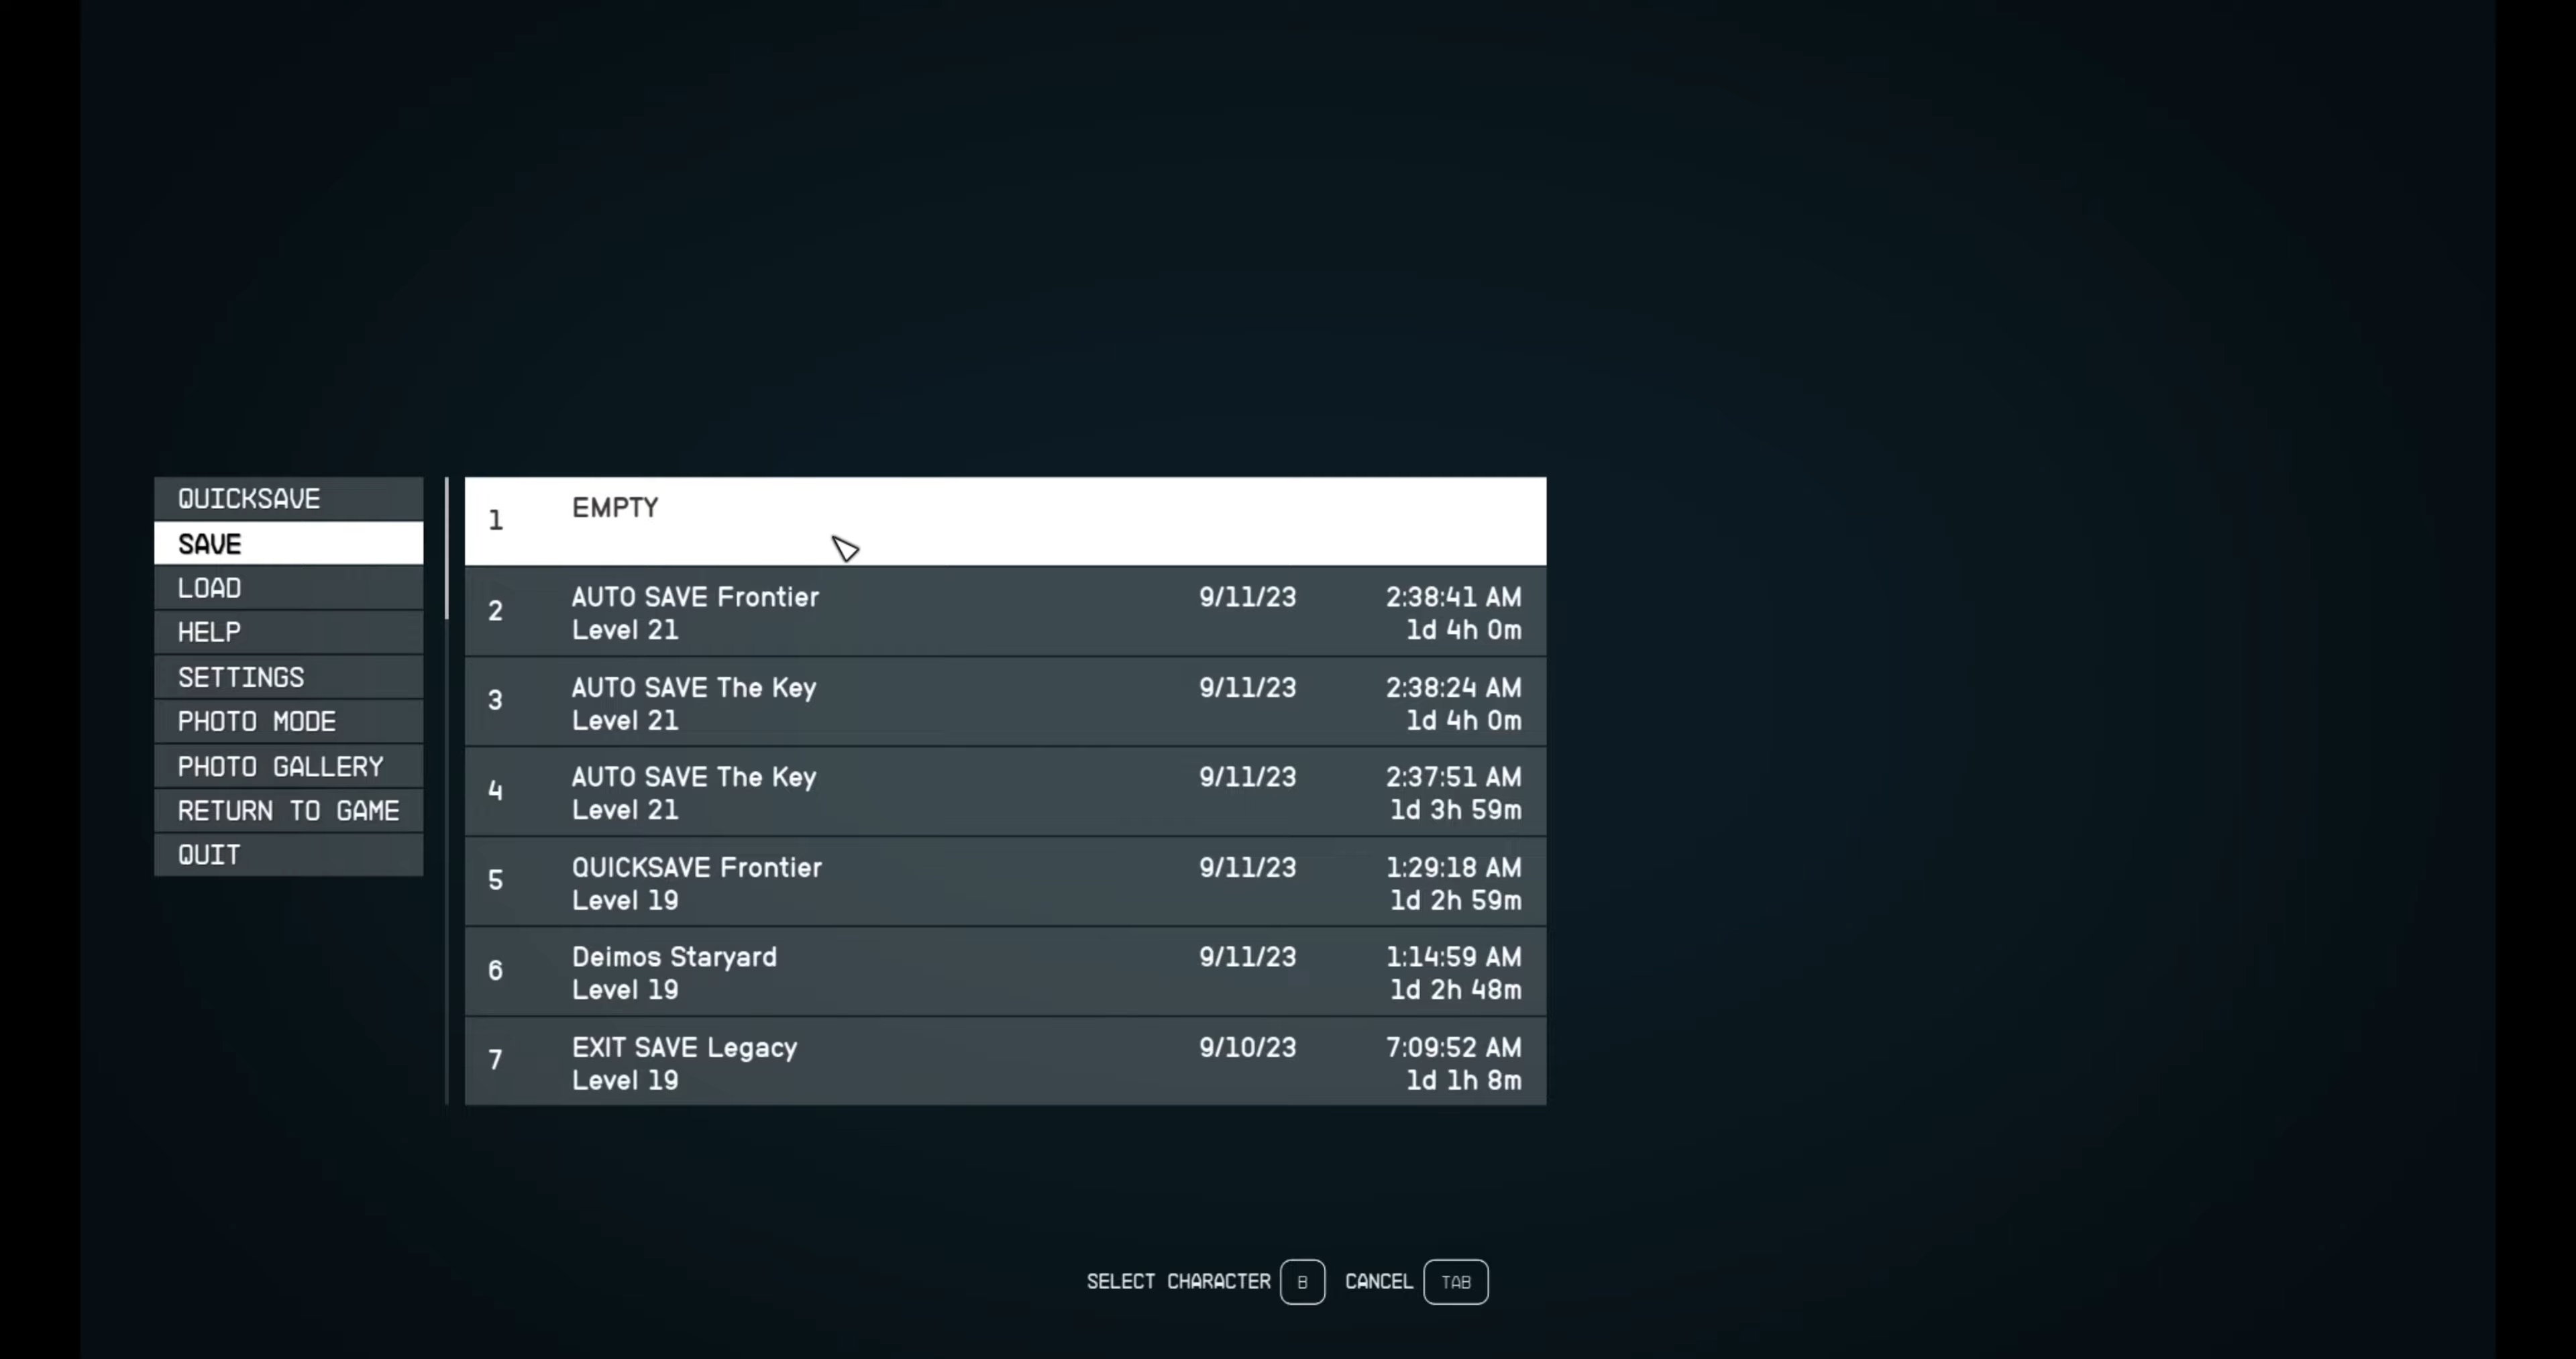 QUICKSAVE
SAVE
LOAD
HELP
SETTINGS
PHOTO MODE
PHOTO GALLERY
RETURN TO GAME
QUIT
1 EMPTY
2 AUTO SAVE Frontier 9/11/23 2:38:41 AM
Level 21 1d 4h 0m
3 AUTO SAVE The Key 9/11/23 2:38:24 AM
Level 21 1d 4h 0m
4 AUTO SAVE The Key 9/11/23 2:37:51 AM
Level 21 1d 3h 59m
5 QUICKSAVE Frontier 9/11/23 1:29:18 AM
Level 19 1d 2h 59m
6 Deimos Staryard 9/11/23 1:14:59 AM
Level 19 1d 2h 48m
7 EXIT SAVE Legacy 9/10/23 7:09:52 AM
Level 19 1d 1h 8m
SELECT CHARACTER B CANCEL TAB